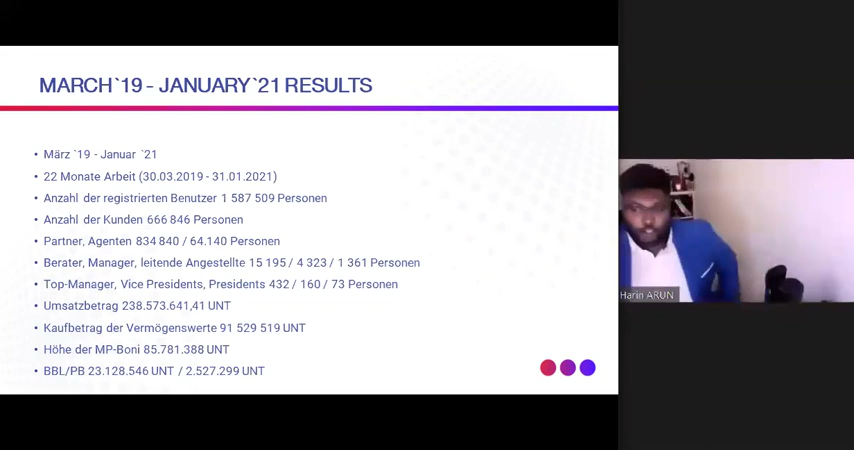 MARCH`19 - JANUARY`21 RESULTS
• März `19 - Januar `21
• 22 Monate Arbeit (30.03.2019 - 31.01.2021)
• Anzahl der registrierten Benutzer 1 587 509 Personen
• Anzahl der Kunden 666 846 Personen
• Partner, Agenten 834 840 / 64.140 Personen
• Berater, Manager, leitende Angestellte 15 195 / 4 323 / 1 361 Personen
• Top-Manager, Vice Presidents, Presidents 432 / 160 / 73 Personen
• Umsatzbetrag 238.573.641,41 UNT
• Kaufbetrag der Vermögenswerte 91 529 519 UNT
• Höhe der MP-Boni 85.781.388 UNT
• BBL/PB 23.128.546 UNT / 2.527.299 UNT
Harin ARUN